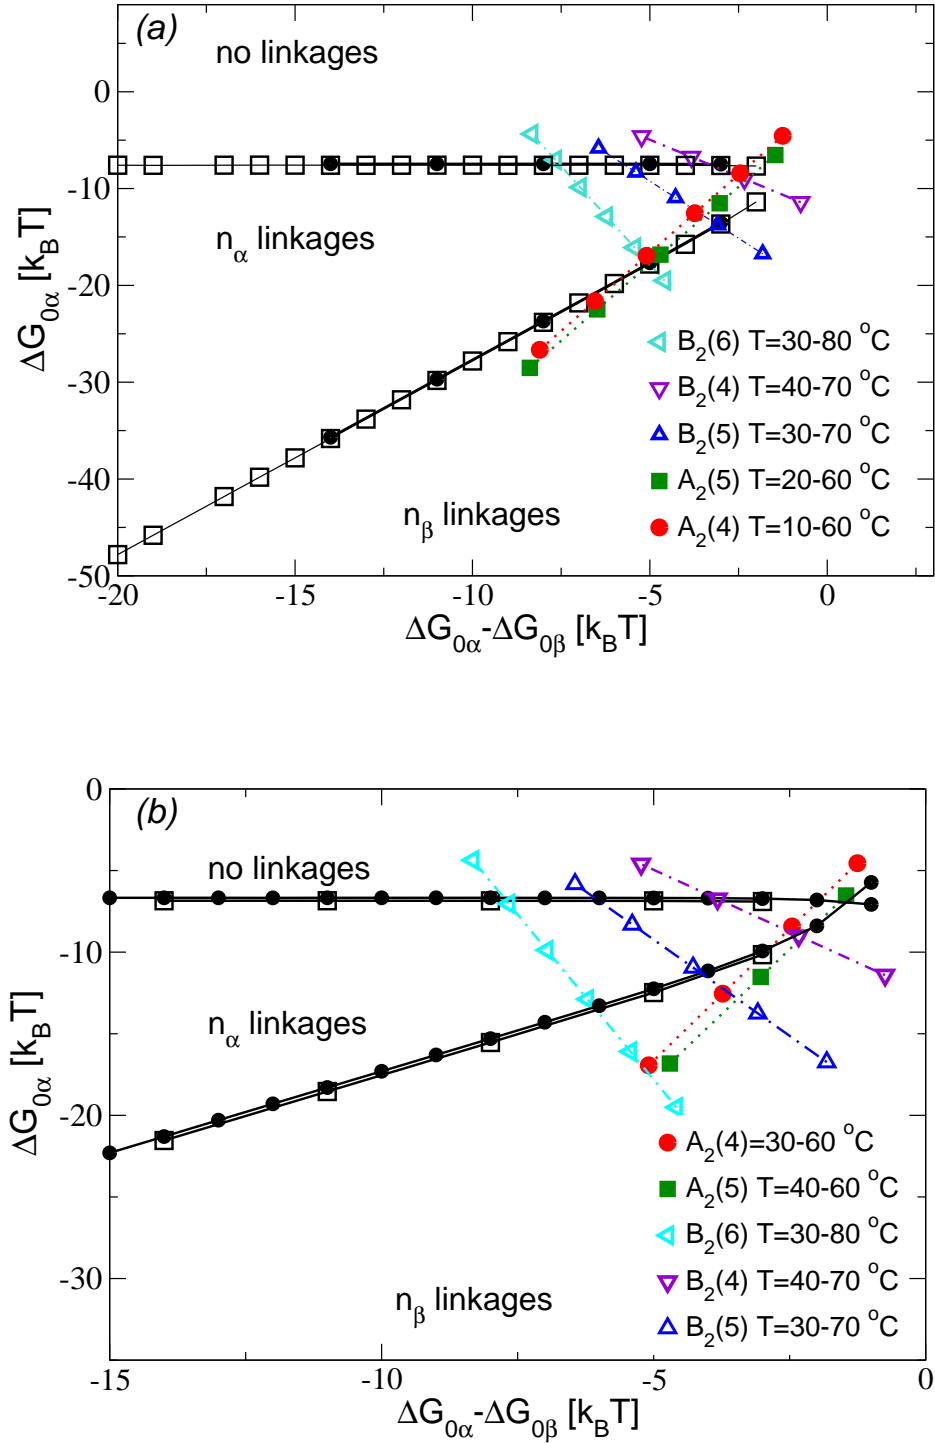 (a)
no linkages
0
-10
nα linkages
-20
-30
-40
-50
ΔG0α [kBT]
B2(6) T=30-80 °C
B2(4) T=40-70 °C
B2(5) T=30-70 °C
A2(5) T=20-60 °C
A2(4) T=10-60 °C
nβ linkages
-20 -15 -10 -5 0
ΔG0α-ΔG0β [kBT]
(b)
0
no linkages
-10
nα linkages
-20
-30
ΔG0α [kBT]
A2(4)=30-60 °C
A2(5) T=40-60 °C
B2(6) T=30-80 °C
B2(4) T=40-70 °C
B2(5) T=30-70 °C
nβ linkages
-15 -10 -5 0
ΔG0α-ΔG0β [kBT]